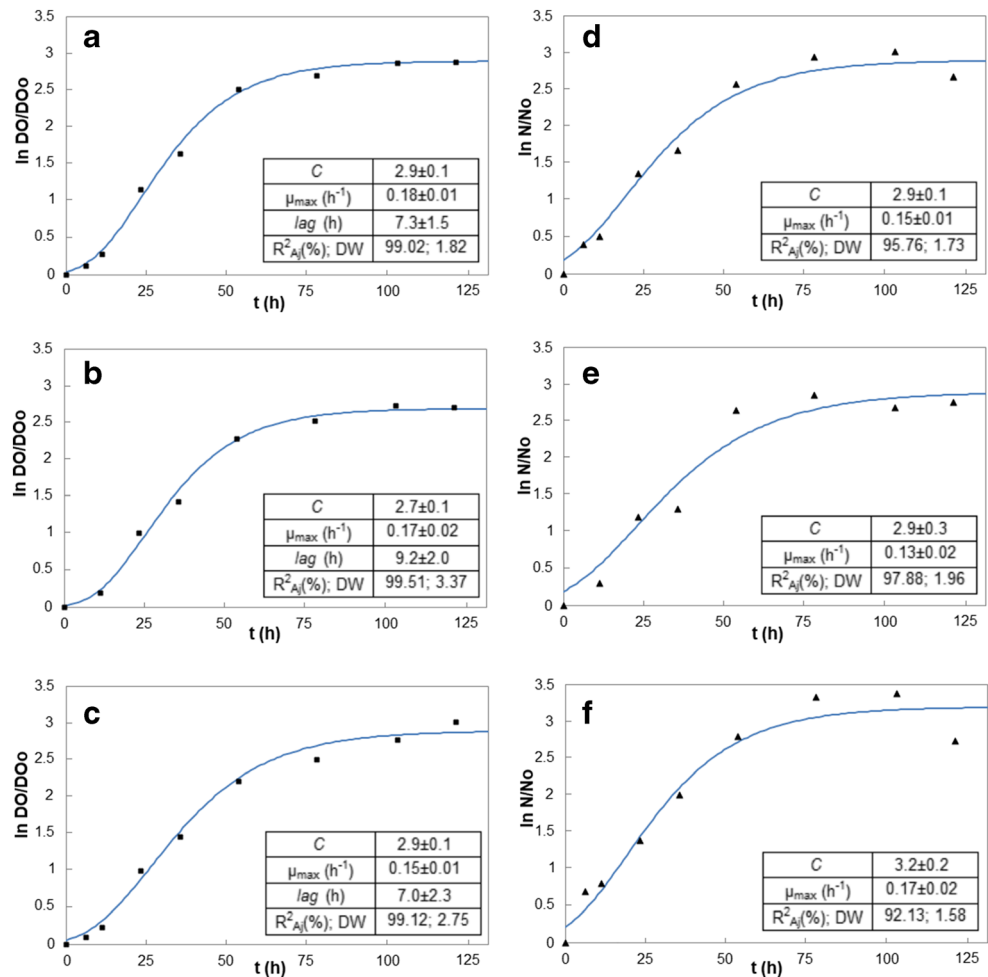 a
ln DO/DOo
3.5
3
2.5
2
1.5
1
0.5
0
C 2.9±0.1
μmax (h-1) 0.18±0.01
lag (h) 7.3±1.5
R2Aj(%); DW 99.02; 1.82
0 25 50 75 100 125
t (h)
d
ln N/No
3.5
3
2.5
2
1.5
1
0.5
0
C 2.9±0.1
μmax (h-1) 0.15±0.01
R2Aj(%); DW 95.76; 1.73
0 25 50 75 100 125
t (h)
b
ln DO/DOo
3.5
3
2.5
2
1.5
1
0.5
0
C 2.7±0.1
μmax (h-1) 0.17±0.02
lag (h) 9.2±2.0
R2Aj(%); DW 99.51; 3.37
0 25 50 75 100 125
t (h)
e
ln N/No
3.5
3
2.5
2
1.5
1
0.5
0
C 2.9±0.3
μmax (h-1) 0.13±0.02
R2Aj(%); DW 97.88; 1.96
0 25 50 75 100 125
t (h)
c
ln DO/DOo
3.5
3
2.5
2
1.5
1
0.5
0
C 2.9±0.1
μmax (h-1) 0.15±0.01
lag (h) 7.0±2.3
R2Aj(%); DW 99.12; 2.75
0 25 50 75 100 125
t (h)
f
ln N/No
3.5
3
2.5
2
1.5
1
0.5
0
C 3.2±0.2
μmax (h-1) 0.17±0.02
R2Aj(%); DW 92.13; 1.58
0 25 50 75 100 125
t (h)